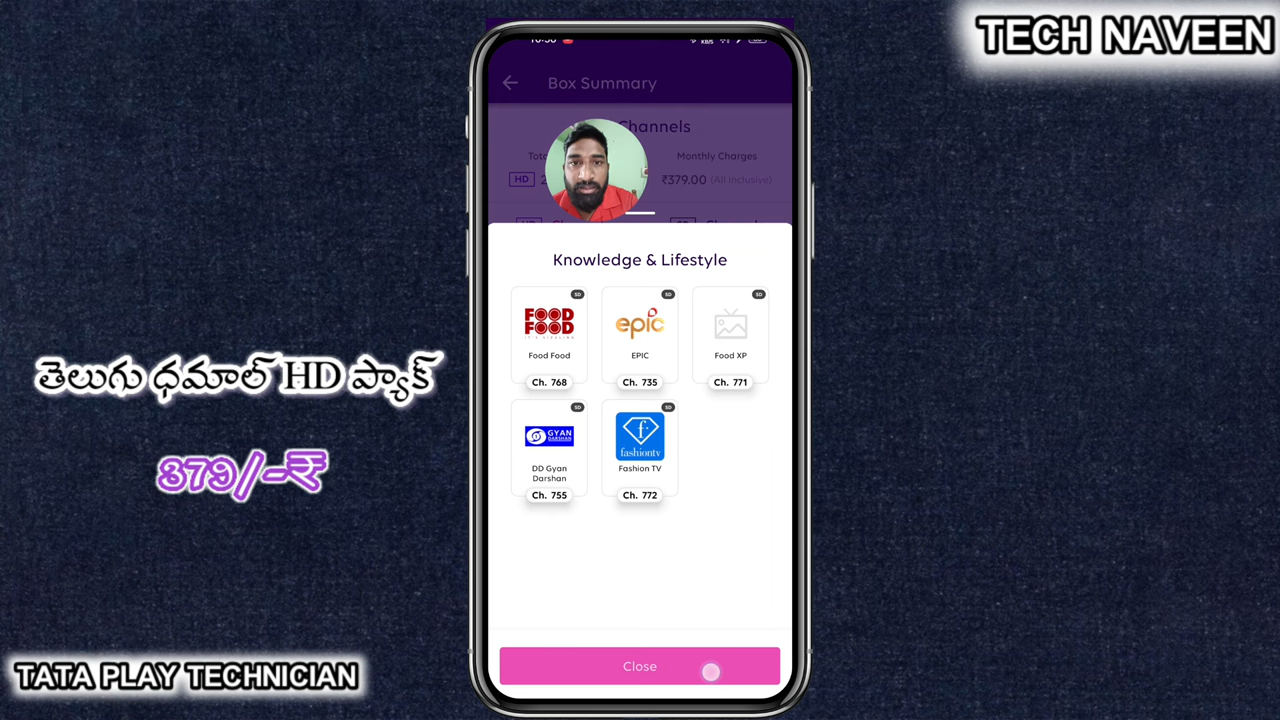 TECH NAVEEN
Box Summary
Channels
Monthly Charges
HD
₹379.00 (All inclusive)
Knowledge & Lifestyle
SD
SD
SD
FOOD
FOOD
IT'S SIZZLING
epic
Food Food
EPIC
Food XP
Ch. 768
Ch. 735
Ch. 771
SD
SD
GYAN
DARSHAN
f
fashiontv
DD Gyan
Darshan
Fashion TV
Ch. 755
Ch. 772
Close
తెలుగు ధమాల్ HD ప్యాక్
379/-₹
TATA PLAY TECHNICIAN